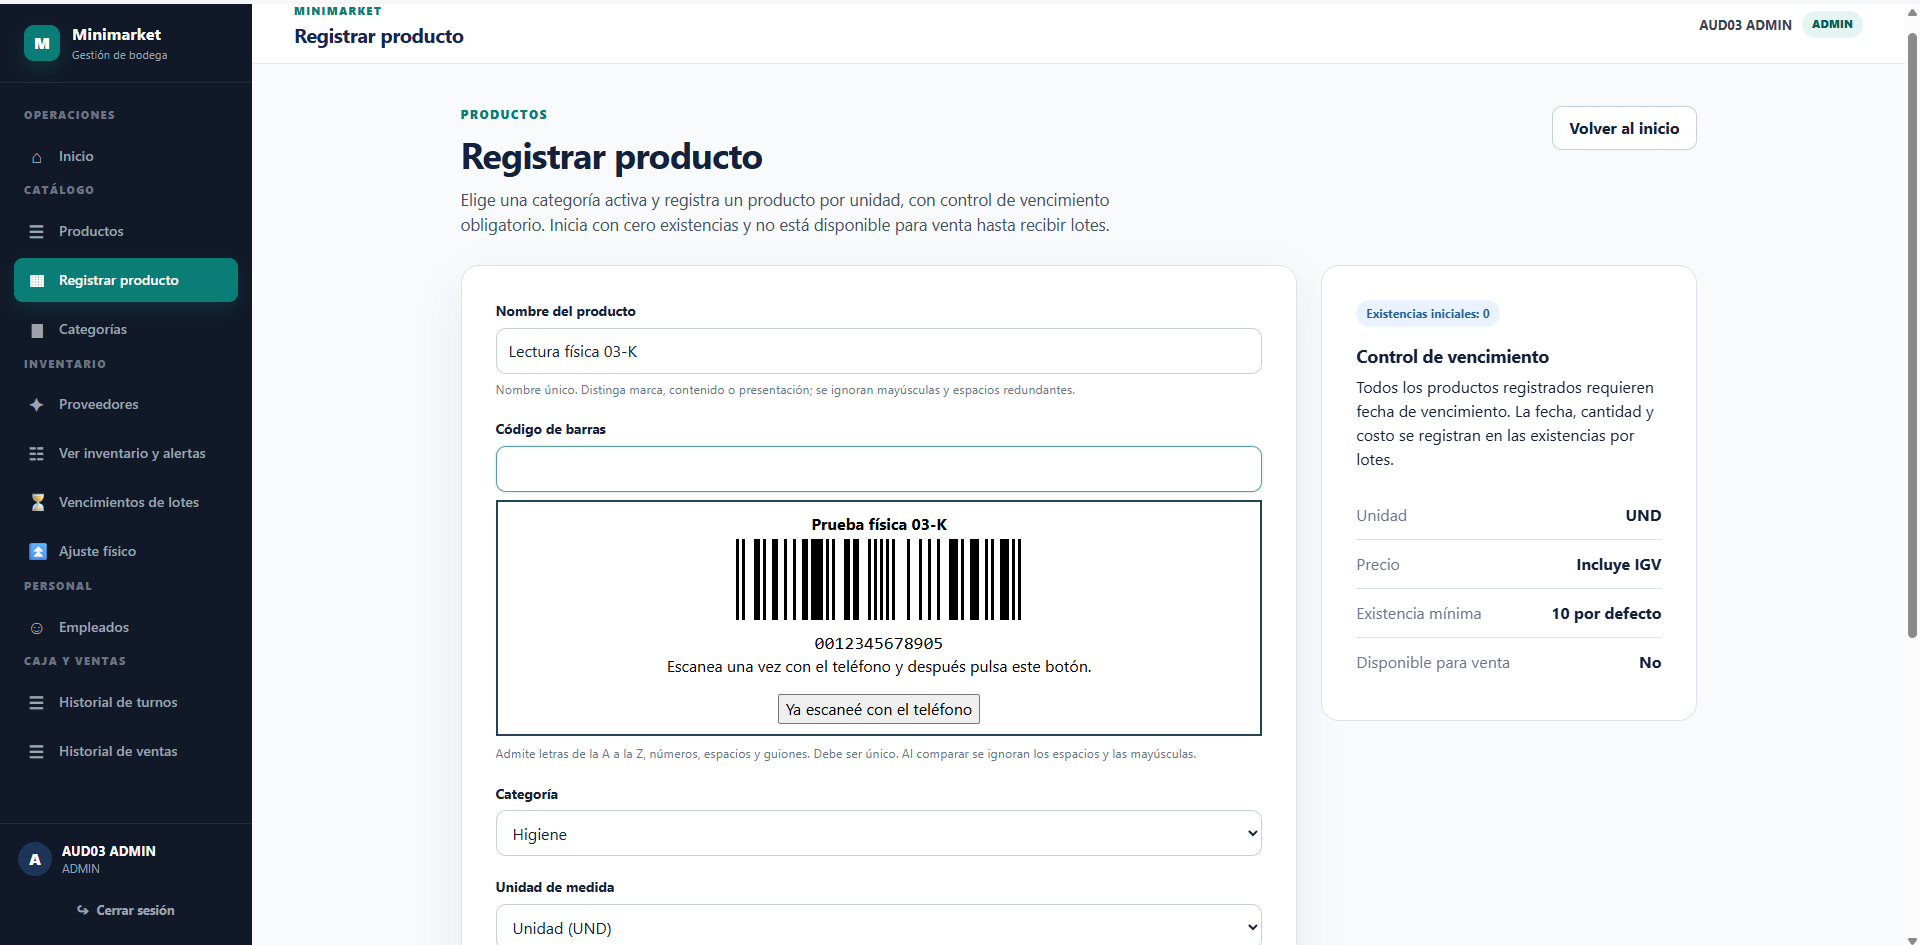 M
Minimarket
Gestión de bodega
OPERACIONES
Inicio
CATÁLOGO
Productos
Registrar producto
Categorías
INVENTARIO
Proveedores
Ver inventario y alertas
Vencimientos de lotes
Ajuste físico
PERSONAL
Empleados
CAJA Y VENTAS
Historial de turnos
Historial de ventas
A
AUD03 ADMIN
ADMIN
Cerrar sesión
MINIMARKET
Registrar producto
AUD03 ADMIN
ADMIN
PRODUCTOS
Registrar producto
Elige una categoría activa y registra un producto por unidad, con control de vencimiento
obligatorio. Inicia con cero existencias y no está disponible para venta hasta recibir lotes.
Volver al inicio
Nombre del producto
Lectura física 03-K
Nombre único. Distinga marca, contenido o presentación; se ignoran mayúsculas y espacios redundantes.
Código de barras
Prueba física 03-K
0012345678905
Escanea una vez con el teléfono y después pulsa este botón.
Ya escaneé con el teléfono
Admite letras de la A a la Z, números, espacios y guiones. Debe ser único. Al comparar se ignoran los espacios y las mayúsculas.
Categoría
Higiene
Unidad de medida
Unidad (UND)
Existencias iniciales: 0
Control de vencimiento
Todos los productos registrados requieren
fecha de vencimiento. La fecha, cantidad y
costo se registran en las existencias por
lotes.
Unidad UND
Precio Incluye IGV
Existencia mínima 10 por defecto
Disponible para venta No